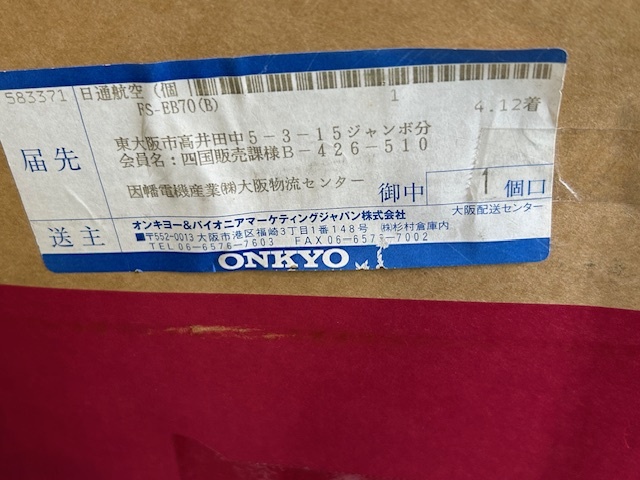 583371 日通航空 (個
FS-EB70(B) 1 4.12着
届先
東大阪市高井田中5-3-15ジャンボ分
会員名:四国販売課様B-426-510
因幡電機産業㈱大阪物流センター 御中 1 個口
大阪配送センター
送主
オンキヨー&パイオニアマーケティングジャパン株式会社
■〒552-0013 大阪市港区福崎3丁目1番148号 ㈱杉村倉庫内
TEL06-6576-7603 FAX06-657 -7002
ONKYO